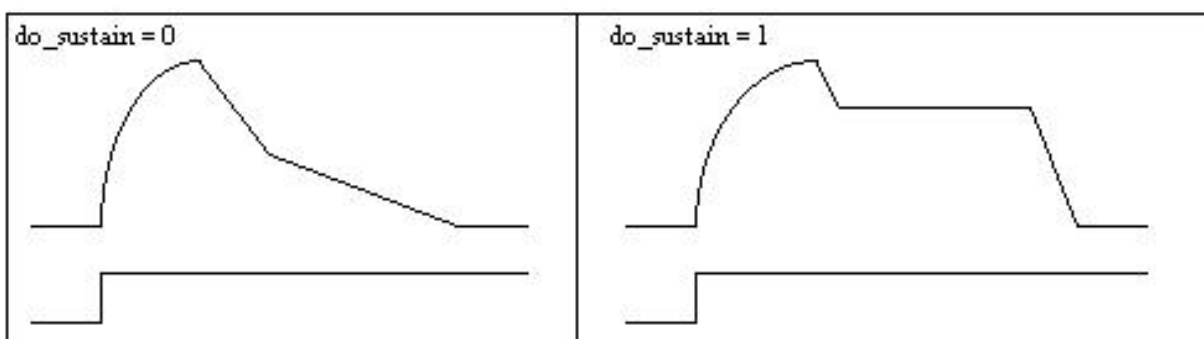 do_sustain = 0
do_sustain = 1